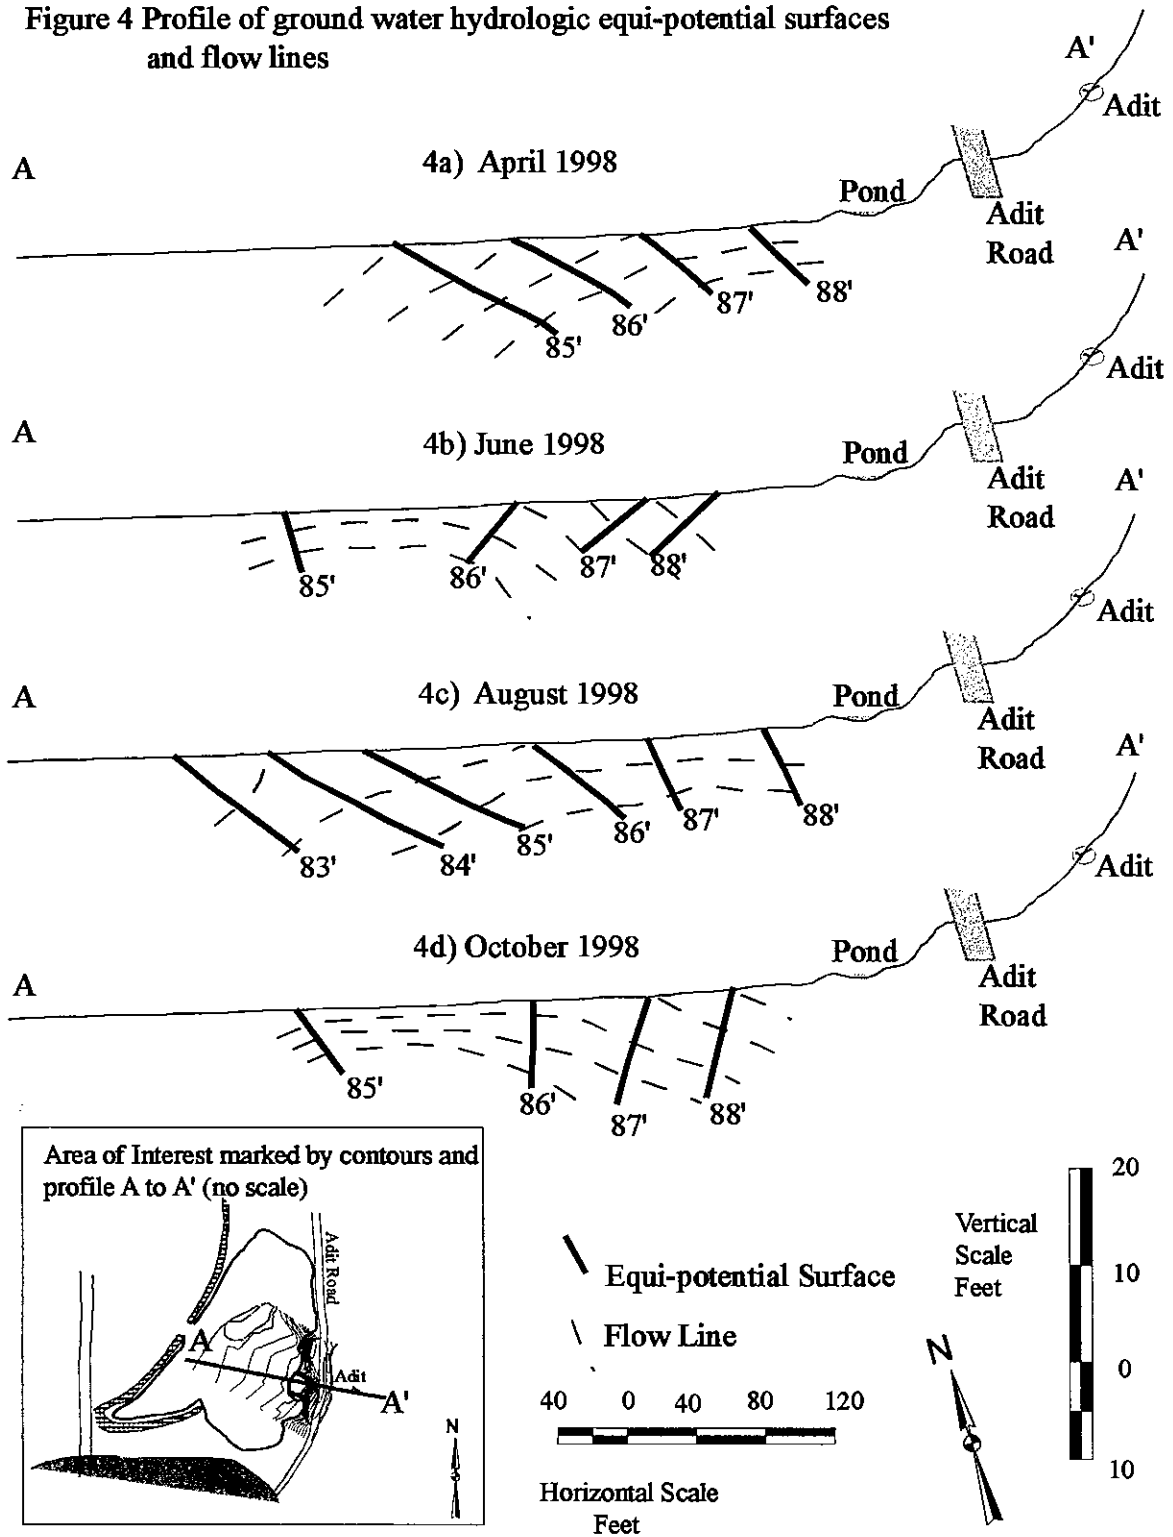 Figure 4 Profile of ground water hydrologic equi-potential surfaces
and flow lines
A'
Adit
A
4a) April 1998
Pond
Adit
Road
88'
87'
86'
85'
A'
Adit
A
4b) June 1998
Pond
Adit
Road
85'
86'
87'
88'
A'
Adit
A
4c) August 1998
Pond
Adit
Road
83'
84'
85'
86'
87'
88'
A'
Adit
A
4d) October 1998
Pond
Adit
Road
85'
86'
87'
88'
Area of Interest marked by contours and
profile A to A' (no scale)
Adit Road
A
Adit
A'
N
Equi-potential Surface
Flow Line
40 0 40 80 120
Horizontal Scale
Feet
N
Vertical
Scale
Feet
20
10
0
10